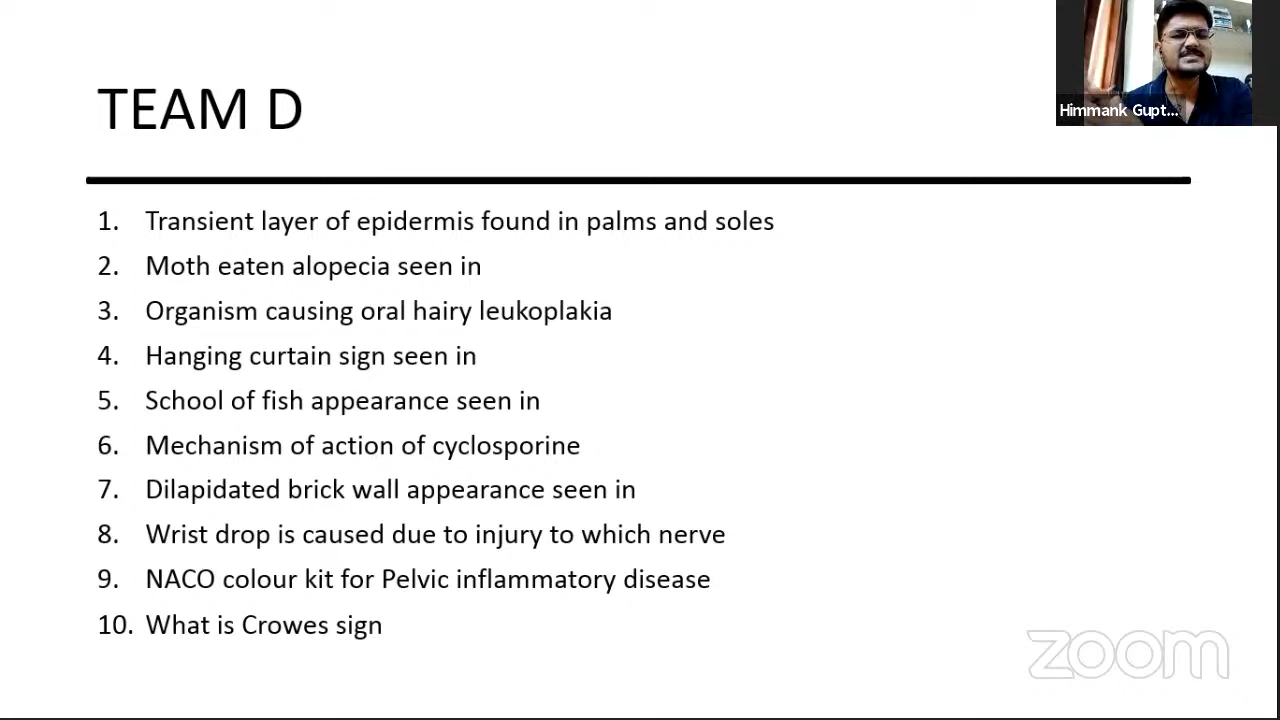 TEAM D
Himmank Gupt...
1. Transient layer of epidermis found in palms and soles
2. Moth eaten alopecia seen in
3. Organism causing oral hairy leukoplakia
4. Hanging curtain sign seen in
5. School of fish appearance seen in
6. Mechanism of action of cyclosporine
7. Dilapidated brick wall appearance seen in
8. Wrist drop is caused due to injury to which nerve
9. NACO colour kit for Pelvic inflammatory disease
10. What is Crowes sign
zoom